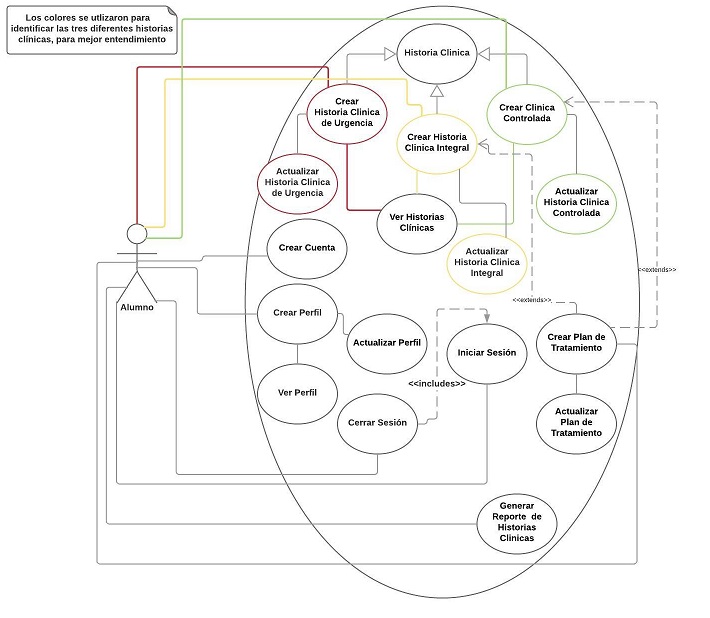 Los colores se utlizaron para
identificar las tres diferentes historias
clínicas, para mejor entendimiento
Historia Clinica
Crear
Historia Clinica
de Urgencia
Crear Clinica
Controlada
Crear Historia
Clinica Integral
Actualizar
Historia Clinica
de Urgencia
Actualizar
Historia Clinica
Controlada
Ver Historias
Clínicas
Crear Cuenta
Actualizar
Historia Clinica
Integral
<<extends>>
<<extends>>
Alumno
Crear Perfil
Actualizar Perfil
Iniciar Sesión
Crear Plan de
Tratamiento
<<includes>>
Ver Perfil
Cerrar Sesión
Actualizar
Plan de
Tratamiento
Generar
Reporte de
Historias
Clínicas